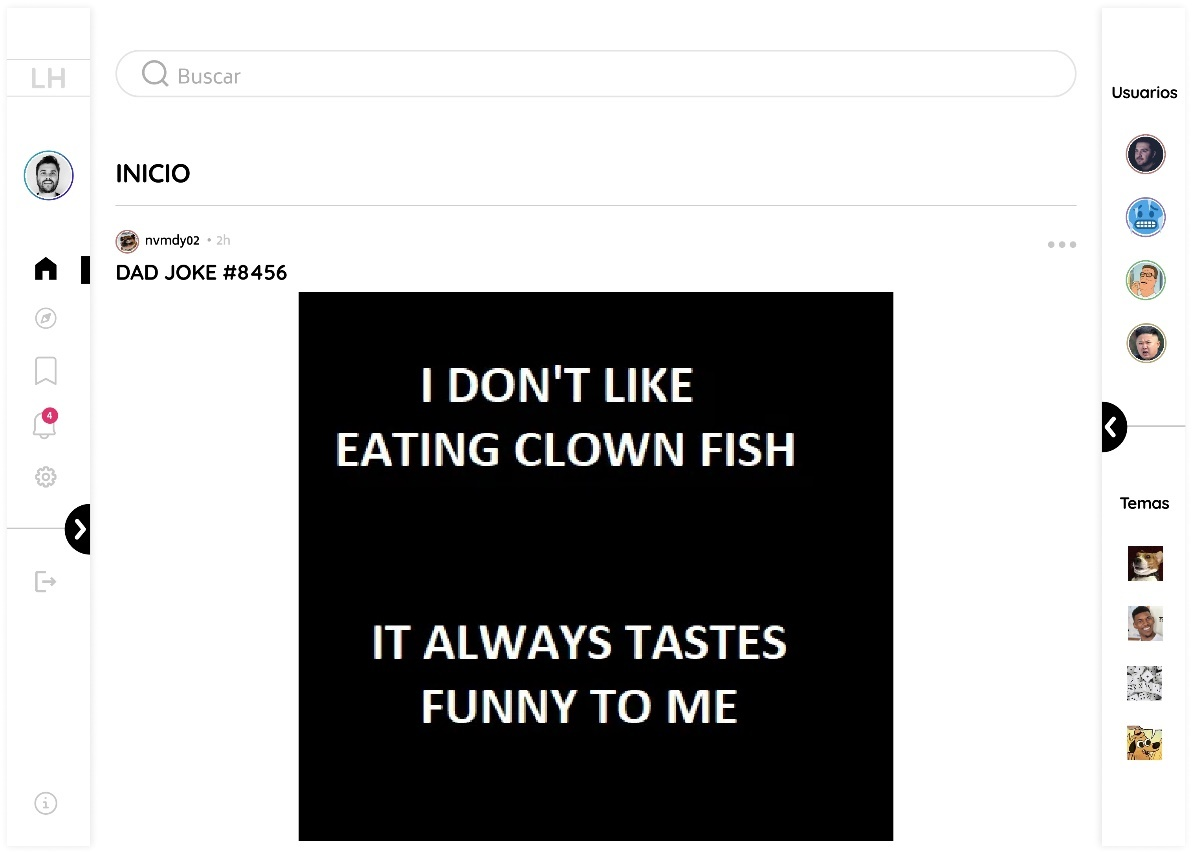 LH
Buscar
INICIO
nvmdy02 • 2h
DAD JOKE #8456
I DON'T LIKE
EATING CLOWN FISH
IT ALWAYS TASTES
FUNNY TO ME
4
Usuarios
Temas